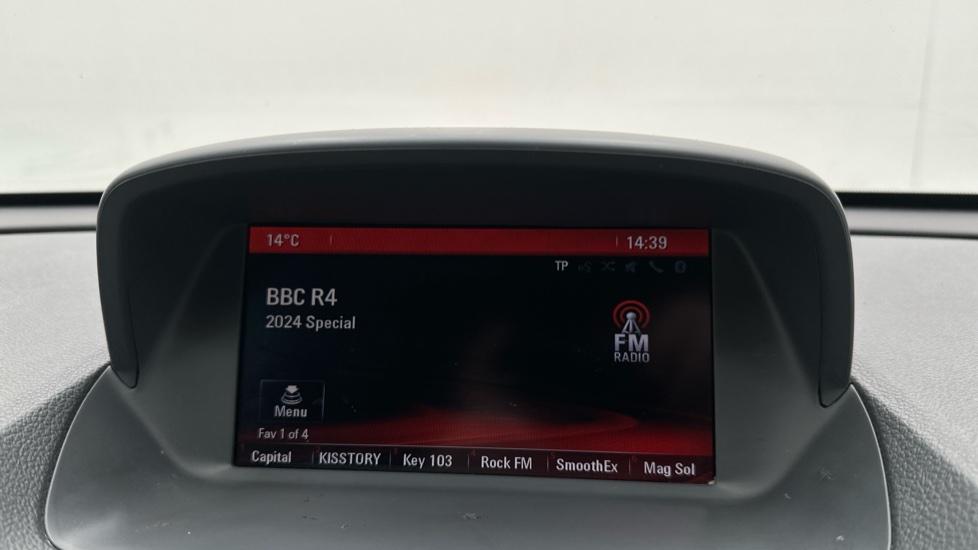 14°C 14:39
TP
BBC R4
2024 Special
FM
RADIO
Menu
Fav 1 of 4
Capital KISSTORY Key 103 Rock FM SmoothEx Mag Sol